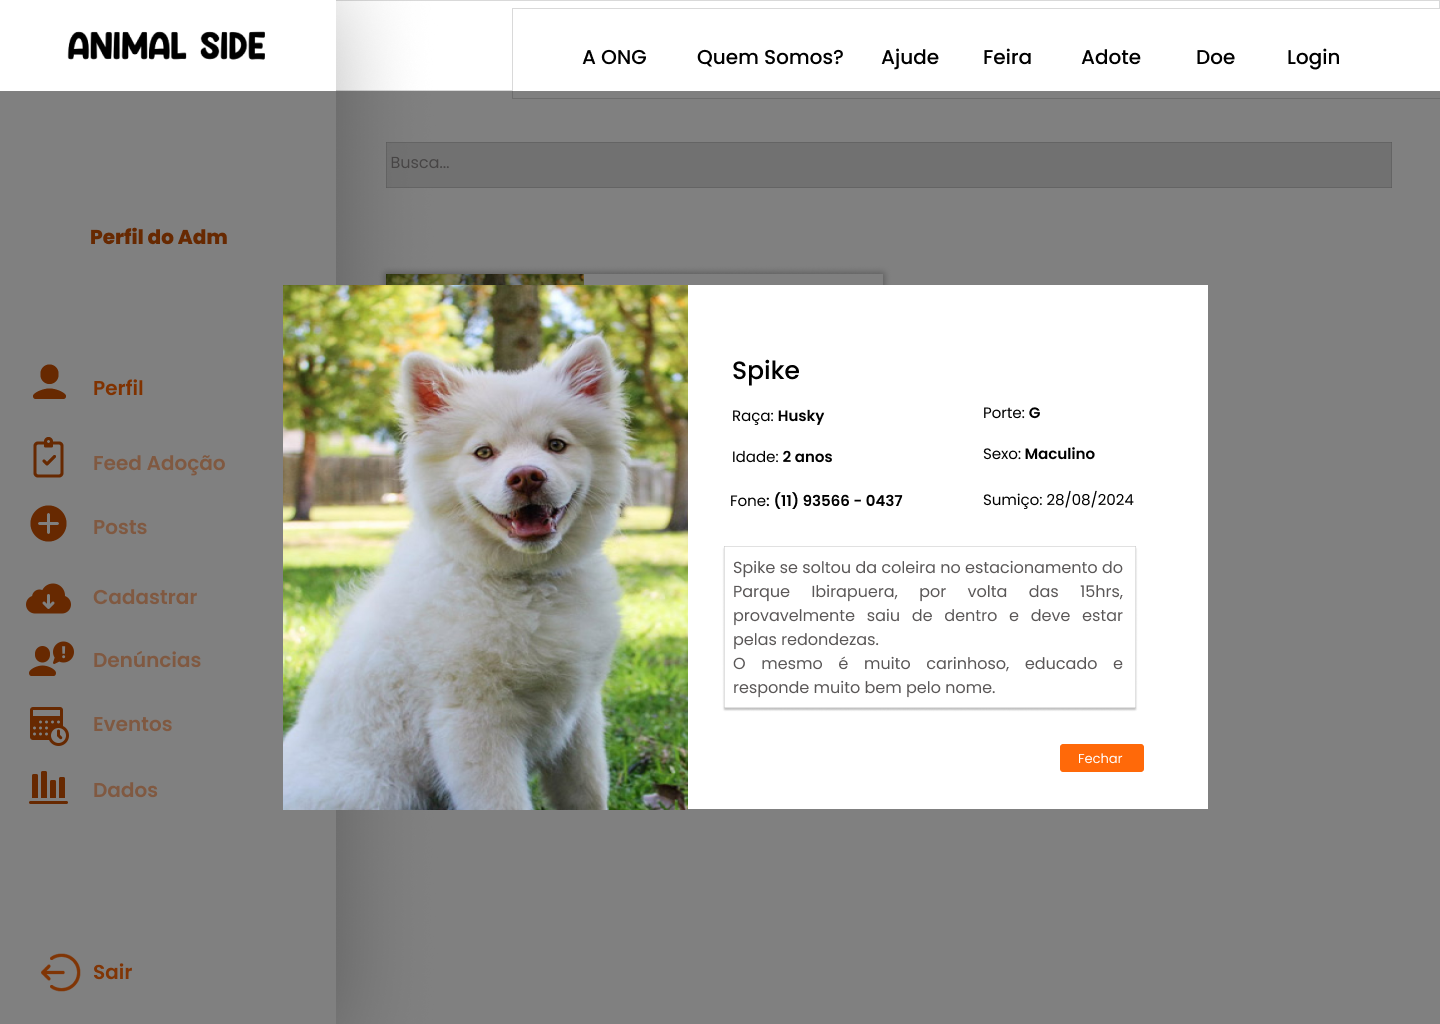 ANIMAL SIDE
A ONG Quem Somos? Ajude Feira Adote Doe Login
Busca...
Perfil do Adm
Perfil
Feed Adoção
Posts
Cadastrar
Denúncias
Eventos
Dados
Sair
Spike
Raça: Husky
Porte: G
Idade: 2 anos
Sexo: Maculino
Fone: (11) 93566 - 0437
Sumiço: 28/08/2024
Spike se soltou da coleira no estacionamento do
Parque Ibirapuera, por volta das 15hrs,
provavelmente saiu de dentro e deve estar
pelas redondezas.
O mesmo é muito carinhoso, educado e
responde muito bem pelo nome.
Fechar